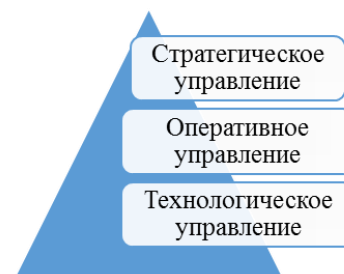 Стратегическое
управление
Оперативное
управление
Технологическое
управление